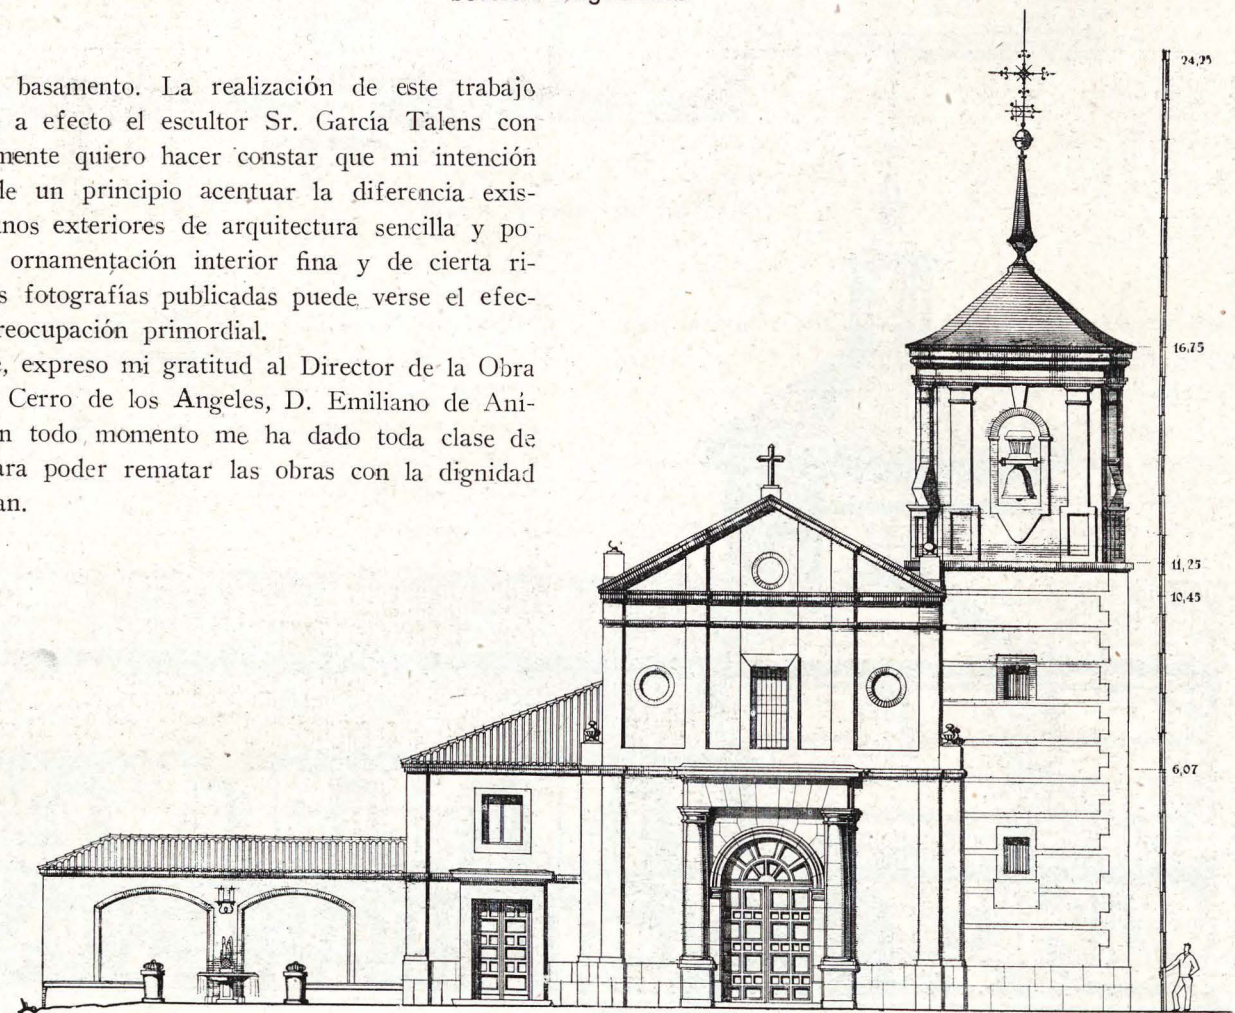 basamento. La realización de este trabajo
a efecto el escultor Sr. García Talens con
mente quiero hacer constar que mi intención
de un principio acentuar la diferencia exis-
nos exteriores de arquitectura sencilla y po-
ornamentación interior fina y de cierta ri-
s fotografías publicadas puede verse el efec-
reocupación primordial.
e, expreso mi gratitud al Director de la Obra
Cerro de los Angeles, D. Emiliano de Aní-
n todo momento me ha dado toda clase de
ara poder rematar las obras con la dignidad
an.
24,25
16,75
11,25
10,45
6,07